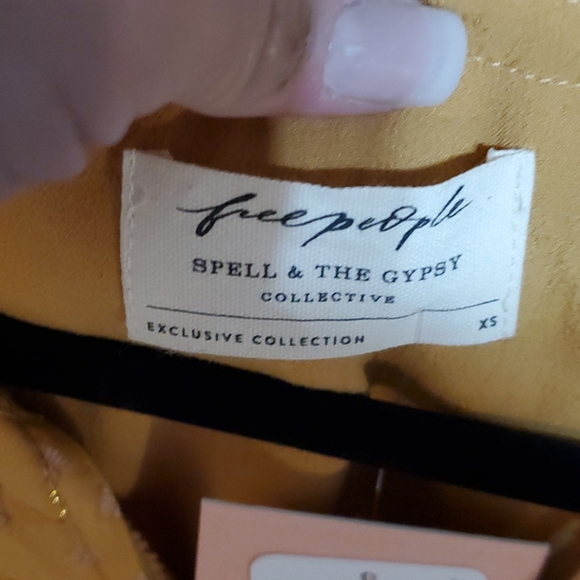 free people
SPELL & THE GYPSY
COLLECTIVE
EXCLUSIVE COLLECTION XS